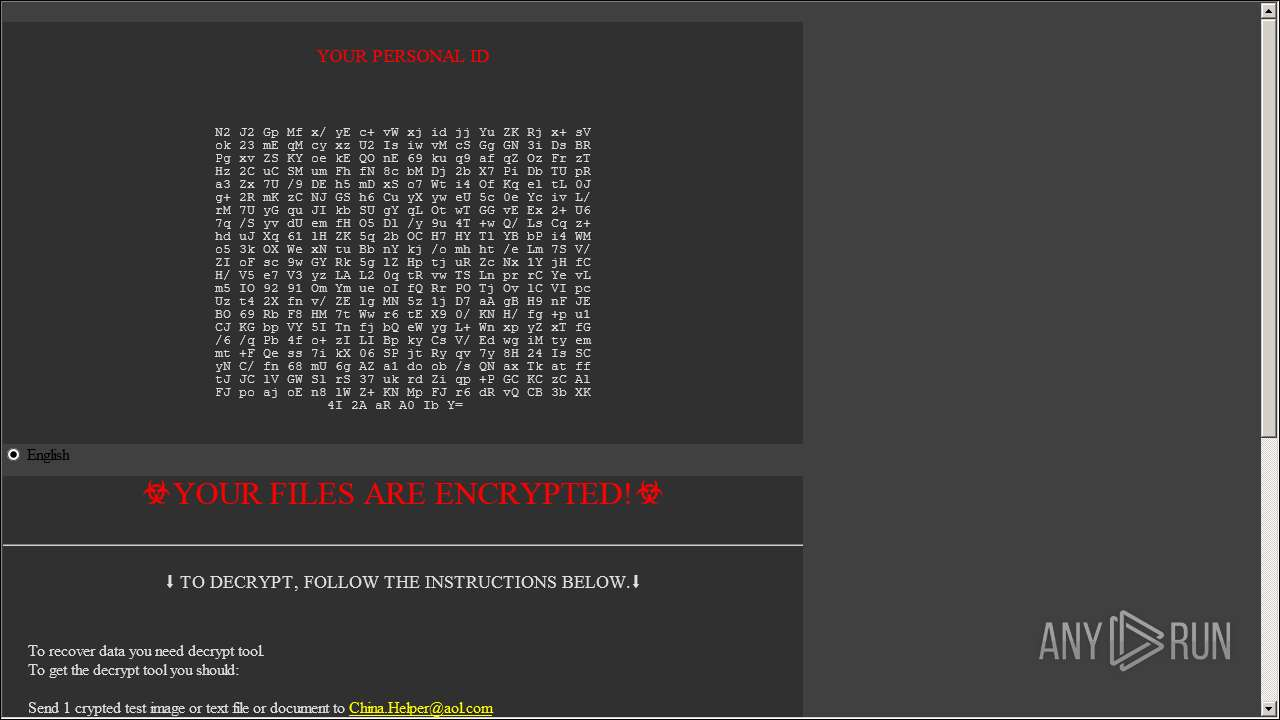 YOUR PERSONAL ID
N2 J2 Gp Mf x/ yE c+ vW xj id jj Yu ZK Rj x+ sV
ok 23 mE qM cy xz U2 Is iw vM cS Gg GN 3i Ds BR
Pg xv ZS KY oe kE QO nE 69 ku q9 af qZ Oz Fr zT
Hz 2C uC SM um Fh fN 8c bM Dj 2b X7 Pi Db TU pR
a3 Zx 7U /9 DE h5 mD xS o7 Wt i4 Of Kq el tL 0J
g+ 2R mK zC NJ GS h6 Cu yX yw eU 5c 0e Yc iv L/
rM 7U yG qu JI kb SU gY qL Ot wT GG vE Ex 2+ U6
7q /S yv dU em fH O5 Dl /y 9u 4T +w Q/ Ls Cq z+
hd uJ Xq 61 lH ZK 5q 2b OC H7 HY Tl YB bP i4 WM
o5 3k OX We xN tu Bb nY kj /o mh ht /e Lm 7S V/
ZI oF sc 9w GY Rk 5g lZ Hp tj uR Zc Nx 1Y jH fC
H/ V5 e7 V3 yz LA L2 0q tR vw TS Ln pr rC Ye vL
m5 IO 92 91 Om Ym ue oI fQ Rr PO Tj Ov lC VI pc
Uz t4 2X fn v/ ZE lg MN 5z lj D7 aA gB H9 nF JE
BO 69 Rb F8 HM 7t Ww r6 tE X9 0/ KN H/ fg +p u1
CJ KG bp VY 5I Tn fj bQ eW yg L+ Wn xp yZ xT fG
/6 /q Pb 4f o+ zI LI Bp ky Cs V/ Ed wg iM ty em
mt +F Qe ss 7i kX 06 SP jt Ry qv 7y 8H 24 Is SC
yN C/ fn 68 mU 6g AZ a1 do ob /s QN ax Tk at ff
tJ JC lV GW Sl rS 37 uk rd Zi qp +P GC KC zC Al
FJ po aj oE n8 lW Z+ KN Mp FJ r6 dR vQ CB 3b XK
4I 2A aR A0 Ib Y=
English
☣YOUR FILES ARE ENCRYPTED!☣
⬇TO DECRYPT, FOLLOW THE INSTRUCTIONS BELOW.⬇
To recover data you need decrypt tool.
To get the decrypt tool you should:
Send 1 crypted test image or text file or document to China.Helper@aol.com
ANY RUN